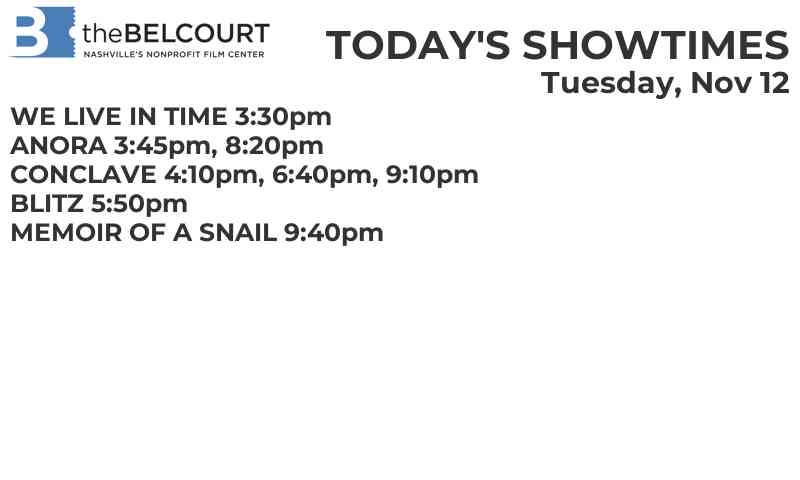 B theBELCOURT
NASHVILLE'S NONPROFIT FILM CENTER
TODAY'S SHOWTIMES
Tuesday, Nov 12
WE LIVE IN TIME 3:30pm
ANORA 3:45pm, 8:20pm
CONCLAVE 4:10pm, 6:40pm, 9:10pm
BLITZ 5:50pm
MEMOIR OF A SNAIL 9:40pm